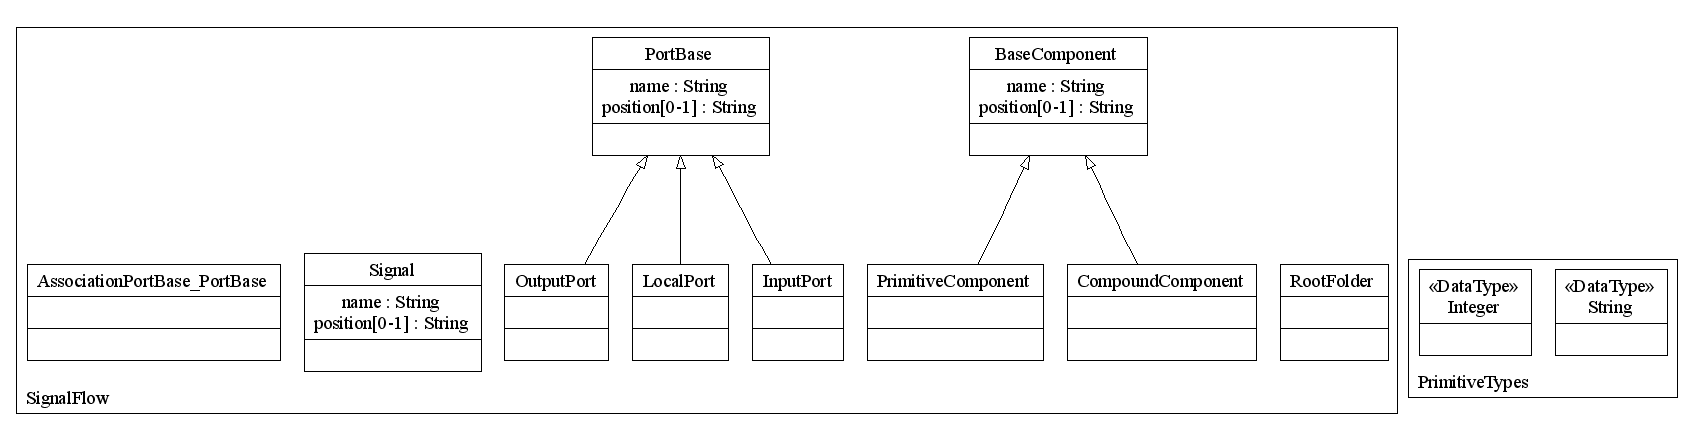 PortBase
name : String
position[0-1] : String
BaseComponent
name : String
position[0-1] : String
AssociationPortBase_PortBase
Signal
name : String
position[0-1] : String
OutputPort
LocalPort
InputPort
PrimitiveComponent
CompoundComponent
RootFolder
SignalFlow
«DataType»
Integer
«DataType»
String
PrimitiveTypes